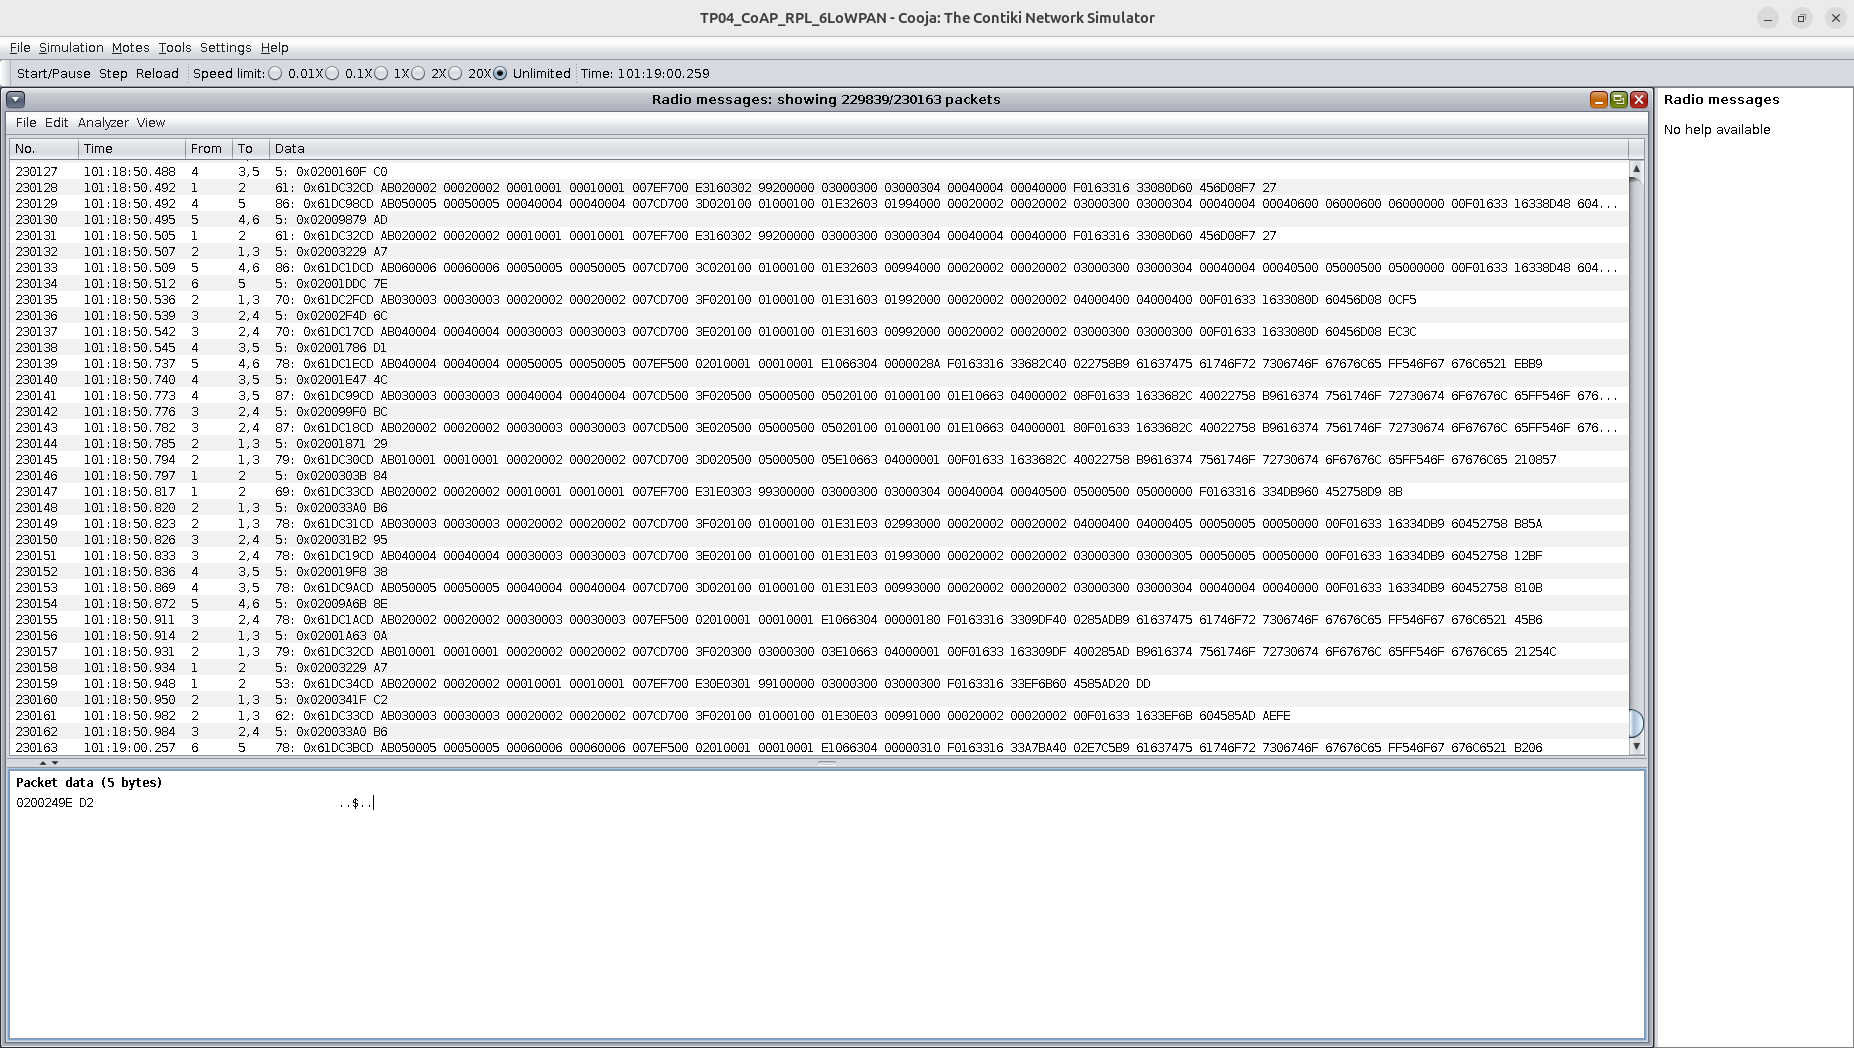 TP04_CoAP_RPL_6LoWPAN - Cooja: The Contiki Network Simulator
File Simulation Motes Tools Settings Help
Start/Pause Step Reload Speed limit: 0.01X 0.1X 1X 2X 20X Unlimited Time: 101:19:00.259
Radio messages: showing 229839/230163 packets
File Edit Analyzer View
No. Time From To Data
230127 101:18:50.488 4 3,5 5: 0x0200160F C0
230128 101:18:50.492 1 2 61: 0x61DC32CD AB020002 00020002 00010001 00010001 007EF700 E3160302 99200000 03000300 03000304 00040004 00040000 F0163316 33080D60 456D08F7 27
230129 101:18:50.492 4 5 86: 0x61DC98CD AB050005 00050005 00040004 00040004 007CD700 3D020100 01000100 01E32603 01994000 00020002 00020002 03000300 03000304 00040004 00040600 06000600 06000000 00F01633 16338D48 604...
230130 101:18:50.495 5 4,6 5: 0x02009879 AD
230131 101:18:50.505 1 2 61: 0x61DC32CD AB020002 00020002 00010001 00010001 007EF700 E3160302 99200000 03000300 03000304 00040004 00040000 F0163316 33080D60 456D08F7 27
230132 101:18:50.507 2 1,3 5: 0x02003229 A7
230133 101:18:50.509 5 4,6 86: 0x61DC1DCD AB060006 00060006 00050005 00050005 007CD700 3C020100 01000100 01E32603 00994000 00020002 00020002 03000300 03000304 00040004 00040500 05000500 05000000 00F01633 16338D48 604...
230134 101:18:50.512 6 5 5: 0x02001DDC 7E
230135 101:18:50.536 2 1,3 70: 0x61DC2FCD AB030003 00030003 00020002 00020002 007CD700 3F020100 01000100 01E31603 01992000 00020002 00020002 04000400 04000400 00F01633 1633080D 60456D08 0CF5
230136 101:18:50.539 3 2,4 5: 0x02002F4D 6C
230137 101:18:50.542 3 2,4 70: 0x61DC17CD AB040004 00040004 00030003 00030003 007CD700 3E020100 01000100 01E31603 00992000 00020002 00020002 03000300 03000300 00F01633 1633080D 60456D08 EC3C
230138 101:18:50.545 4 3,5 5: 0x02001786 D1
230139 101:18:50.737 5 4,6 78: 0x61DC1ECD AB040004 00040004 00050005 00050005 007EF500 02010001 00010001 E1066304 0000028A F0163316 33682C40 022758B9 61637475 61746F72 7306746F 67676C65 FF546F67 676C6521 EBB9
230140 101:18:50.740 4 3,5 5: 0x02001E47 4C
230141 101:18:50.773 4 3,5 87: 0x61DC99CD AB030003 00030003 00040004 00040004 007CD500 3F020500 05000500 05020100 01000100 01E10663 04000002 08F01633 1633682C 40022758 B9616374 7561746F 72730674 6F67676C 65FF546F 676...
230142 101:18:50.776 3 2,4 5: 0x020099F0 BC
230143 101:18:50.782 3 2,4 87: 0x61DC18CD AB020002 00020002 00030003 00030003 007CD500 3E020500 05000500 05020100 01000100 01E10663 04000001 80F01633 1633682C 40022758 B9616374 7561746F 72730674 6F67676C 65FF546F 676...
230144 101:18:50.785 2 1,3 5: 0x02001871 29
230145 101:18:50.794 2 1,3 79: 0x61DC30CD AB010001 00010001 00020002 00020002 007CD700 3D020500 05000500 05E10663 04000001 00F01633 1633682C 40022758 B9616374 7561746F 72730674 6F67676C 65FF546F 67676C65 210857
230146 101:18:50.797 1 2 5: 0x0200303B 84
230147 101:18:50.817 1 2 69: 0x61DC33CD AB020002 00020002 00010001 00010001 007EF700 E31E0303 99300000 03000300 03000304 00040004 00040500 05000500 05000000 F0163316 334DB960 452758D9 8B
230148 101:18:50.820 2 1,3 5: 0x020033A0 B6
230149 101:18:50.823 2 1,3 78: 0x61DC31CD AB030003 00030003 00020002 00020002 007CD700 3F020100 01000100 01E31E03 02993000 00020002 00020002 04000400 04000405 00050005 00050000 00F01633 16334DB9 60452758 B85A
230150 101:18:50.826 3 2,4 5: 0x020031B2 95
230151 101:18:50.833 3 2,4 78: 0x61DC19CD AB040004 00040004 00030003 00030003 007CD700 3E020100 01000100 01E31E03 01993000 00020002 00020002 03000300 03000305 00050005 00050000 00F01633 16334DB9 60452758 12BF
230152 101:18:50.836 4 3,5 5: 0x020019F8 38
230153 101:18:50.869 4 3,5 78: 0x61DC9ACD AB050005 00050005 00040004 00040004 007CD700 3D020100 01000100 01E31E03 00993000 00020002 00020002 03000300 03000304 00040004 00040000 00F01633 16334DB9 60452758 810B
230154 101:18:50.872 5 4,6 5: 0x02009A6B 8E
230155 101:18:50.911 3 2,4 78: 0x61DC1ACD AB020002 00020002 00030003 00030003 007EF500 02010001 00010001 E1066304 00000180 F0163316 3309DF40 0285ADB9 61637475 61746F72 7306746F 67676C65 FF546F67 676C6521 45B6
230156 101:18:50.914 2 1,3 5: 0x02001A63 0A
230157 101:18:50.931 2 1,3 79: 0x61DC32CD AB010001 00010001 00020002 00020002 007CD700 3F020300 03000300 03E10663 04000001 00F01633 163309DF 400285AD B9616374 7561746F 72730674 6F67676C 65FF546F 67676C65 21254C
230158 101:18:50.934 1 2 5: 0x02003229 A7
230159 101:18:50.948 1 2 53: 0x61DC34CD AB020002 00020002 00010001 00010001 007EF700 E30E0301 99100000 03000300 03000300 F0163316 33EF6B60 4585AD20 DD
230160 101:18:50.950 2 1,3 5: 0x0200341F C2
230161 101:18:50.982 2 1,3 62: 0x61DC33CD AB030003 00030003 00020002 00020002 007CD700 3F020100 01000100 01E30E03 00991000 00020002 00020002 00F01633 1633EF6B 604585AD AEFE
230162 101:18:50.984 3 2,4 5: 0x020033A0 B6
230163 101:19:00.257 6 5 78: 0x61DC3BCD AB050005 00050005 00060006 00060006 007EF500 02010001 00010001 E1066304 00000310 F0163316 33A7BA40 02E7C5B9 61637475 61746F72 7306746F 67676C65 FF546F67 676C6521 B206
Packet data (5 bytes)
0200249E D2 ..$..
Radio messages
No help available